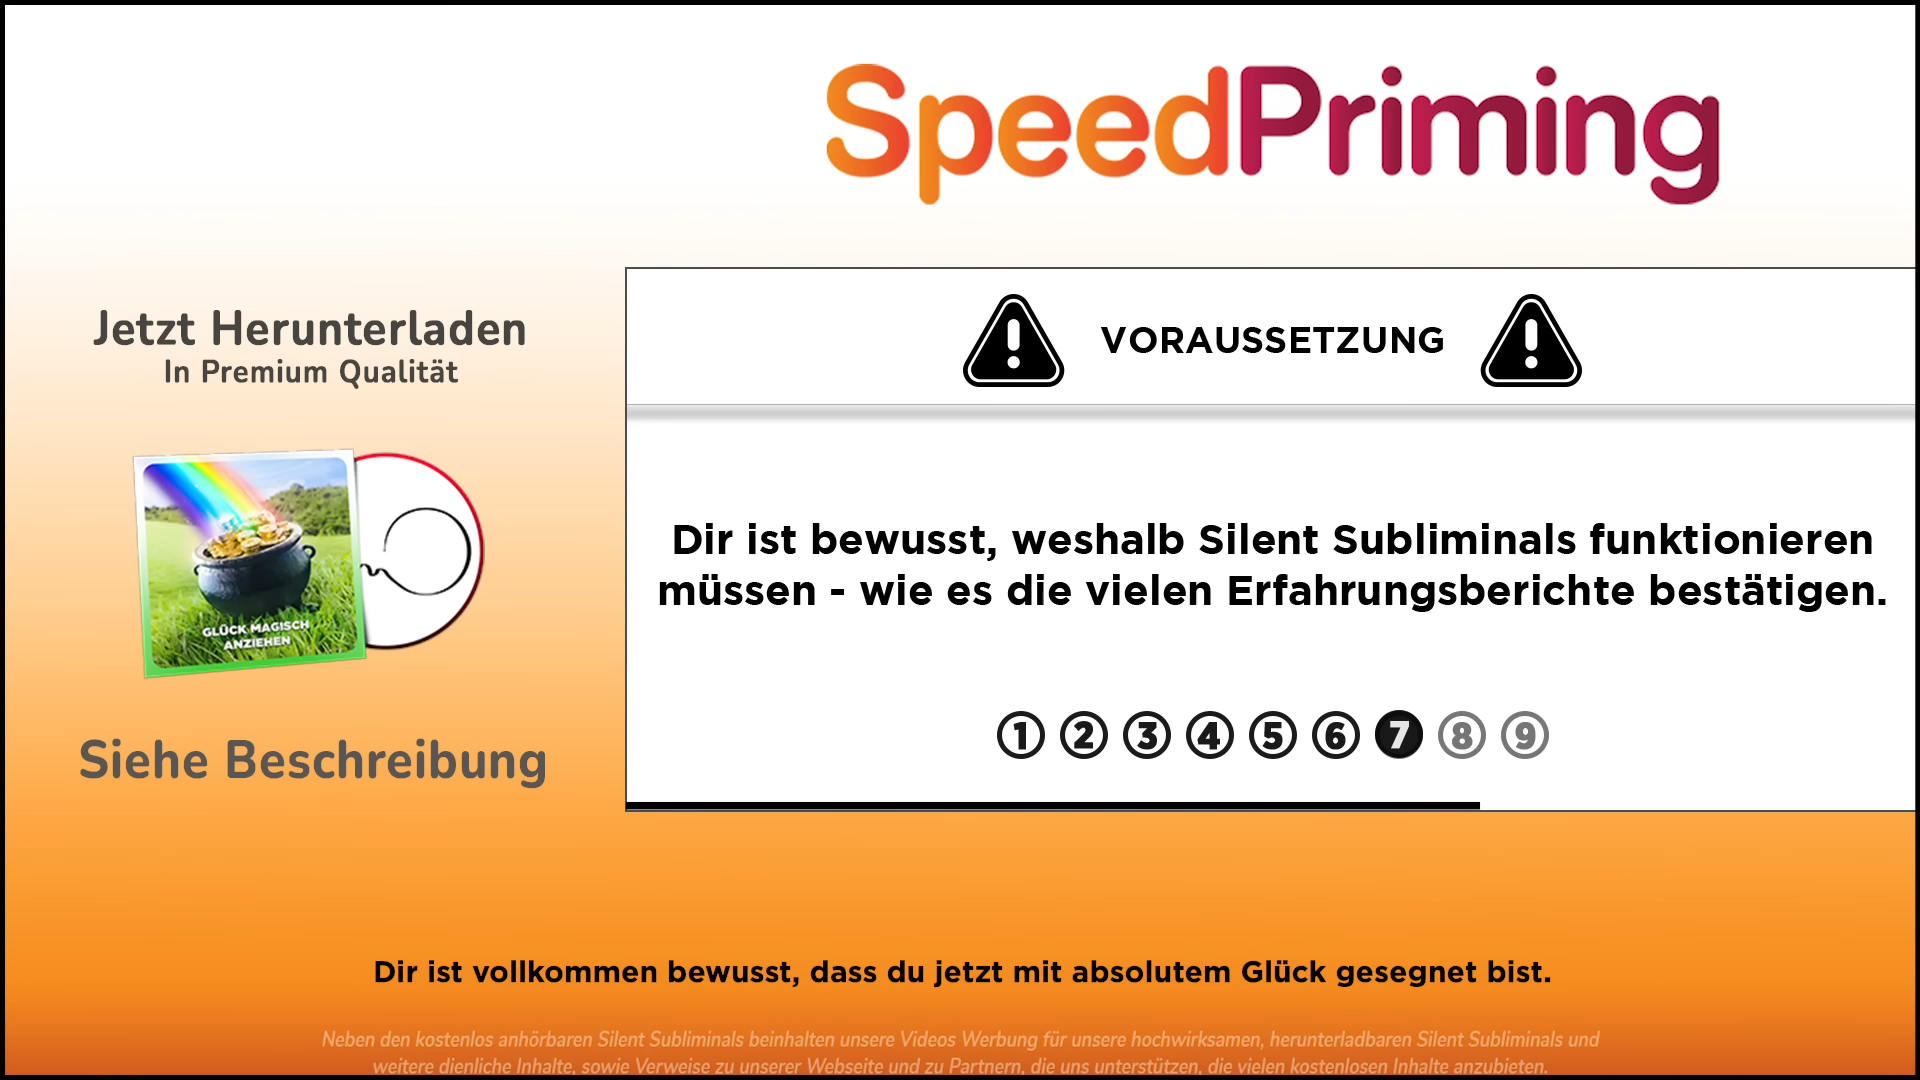 SpeedPriming
Jetzt Herunterladen
In Premium Qualität
GLÜCK MAGISCH
ANZIEHEN
Siehe Beschreibung
VORAUSSETZUNG
Dir ist bewusst, weshalb Silent Subliminals funktionieren
müssen - wie es die vielen Erfahrungsberichte bestätigen.
1 2 3 4 5 6 7 8 9
Dir ist vollkommen bewusst, dass du jetzt mit absolutem Glück gesegnet bist.
Neben den kostenlos anhörbaren Silent Subliminals beinhalten unsere Videos Werbung für unsere hochwirksamen, herunterladbaren Silent Subliminals und
weitere dienliche Inhalte, sowie Verweise zu unserer Webseite und zu Partnern, die uns unterstützen, die vielen kostenlosen Inhalte anzubieten.